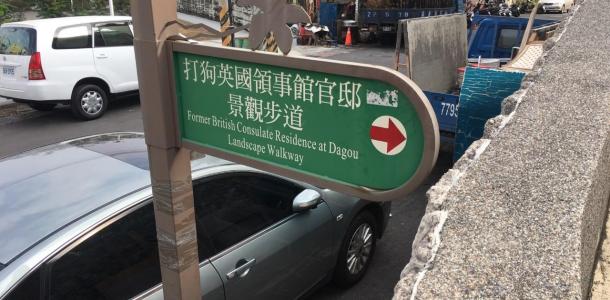 打狗英國領事館官邸
景觀步道
Former British Consulate Residence at Dagou
Landscape Walkway
7795